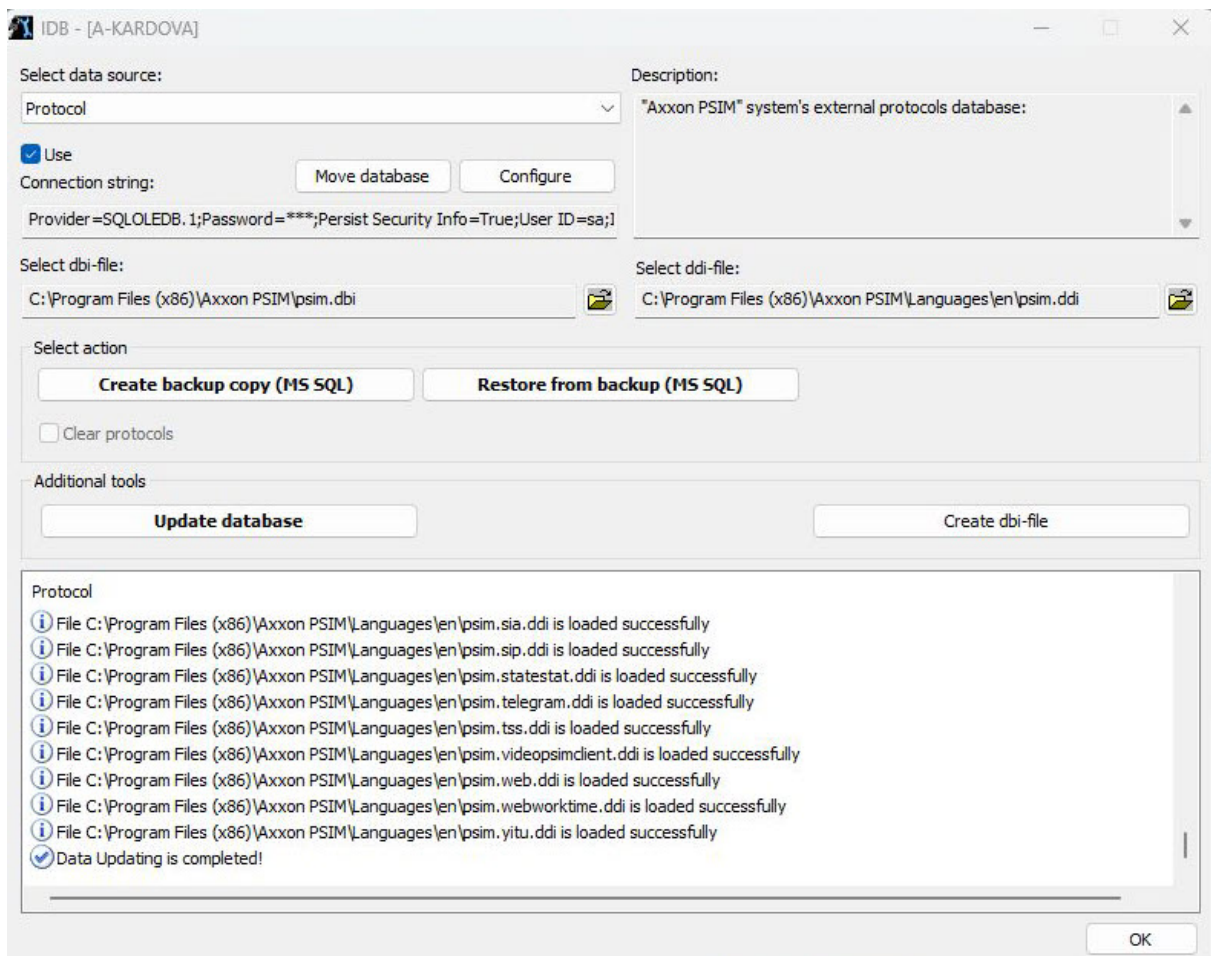 IDB - [A-KARDOVA]
Select data source:
Description:
Protocol
"Axxon PSIM" system's external protocols database:
Use
Connection string:
Move database
Configure
Provider=SQLOLEDB.1;Password=***;Persist Security Info=True;User ID=sa;I
Select dbi-file:
Select ddi-file:
C:\Program Files (x86)\Axxon PSIM\psim.dbi
C:\Program Files (x86)\Axxon PSIM\Languages\en\psim.ddi
Select action
Create backup copy (MS SQL)
Restore from backup (MS SQL)
Clear protocols
Additional tools
Update database
Create dbi-file
Protocol
File C:\Program Files (x86)\Axxon PSIM\Languages\en\psim.sia.ddi is loaded successfully
File C:\Program Files (x86)\Axxon PSIM\Languages\en\psim.sip.ddi is loaded successfully
File C:\Program Files (x86)\Axxon PSIM\Languages\en\psim.statestat.ddi is loaded successfully
File C:\Program Files (x86)\Axxon PSIM\Languages\en\psim.telegram.ddi is loaded successfully
File C:\Program Files (x86)\Axxon PSIM\Languages\en\psim.tss.ddi is loaded successfully
File C:\Program Files (x86)\Axxon PSIM\Languages\en\psim.videopsimclient.ddi is loaded successfully
File C:\Program Files (x86)\Axxon PSIM\Languages\en\psim.web.ddi is loaded successfully
File C:\Program Files (x86)\Axxon PSIM\Languages\en\psim.webworktime.ddi is loaded successfully
File C:\Program Files (x86)\Axxon PSIM\Languages\en\psim.yitu.ddi is loaded successfully
Data Updating is completed!
OK